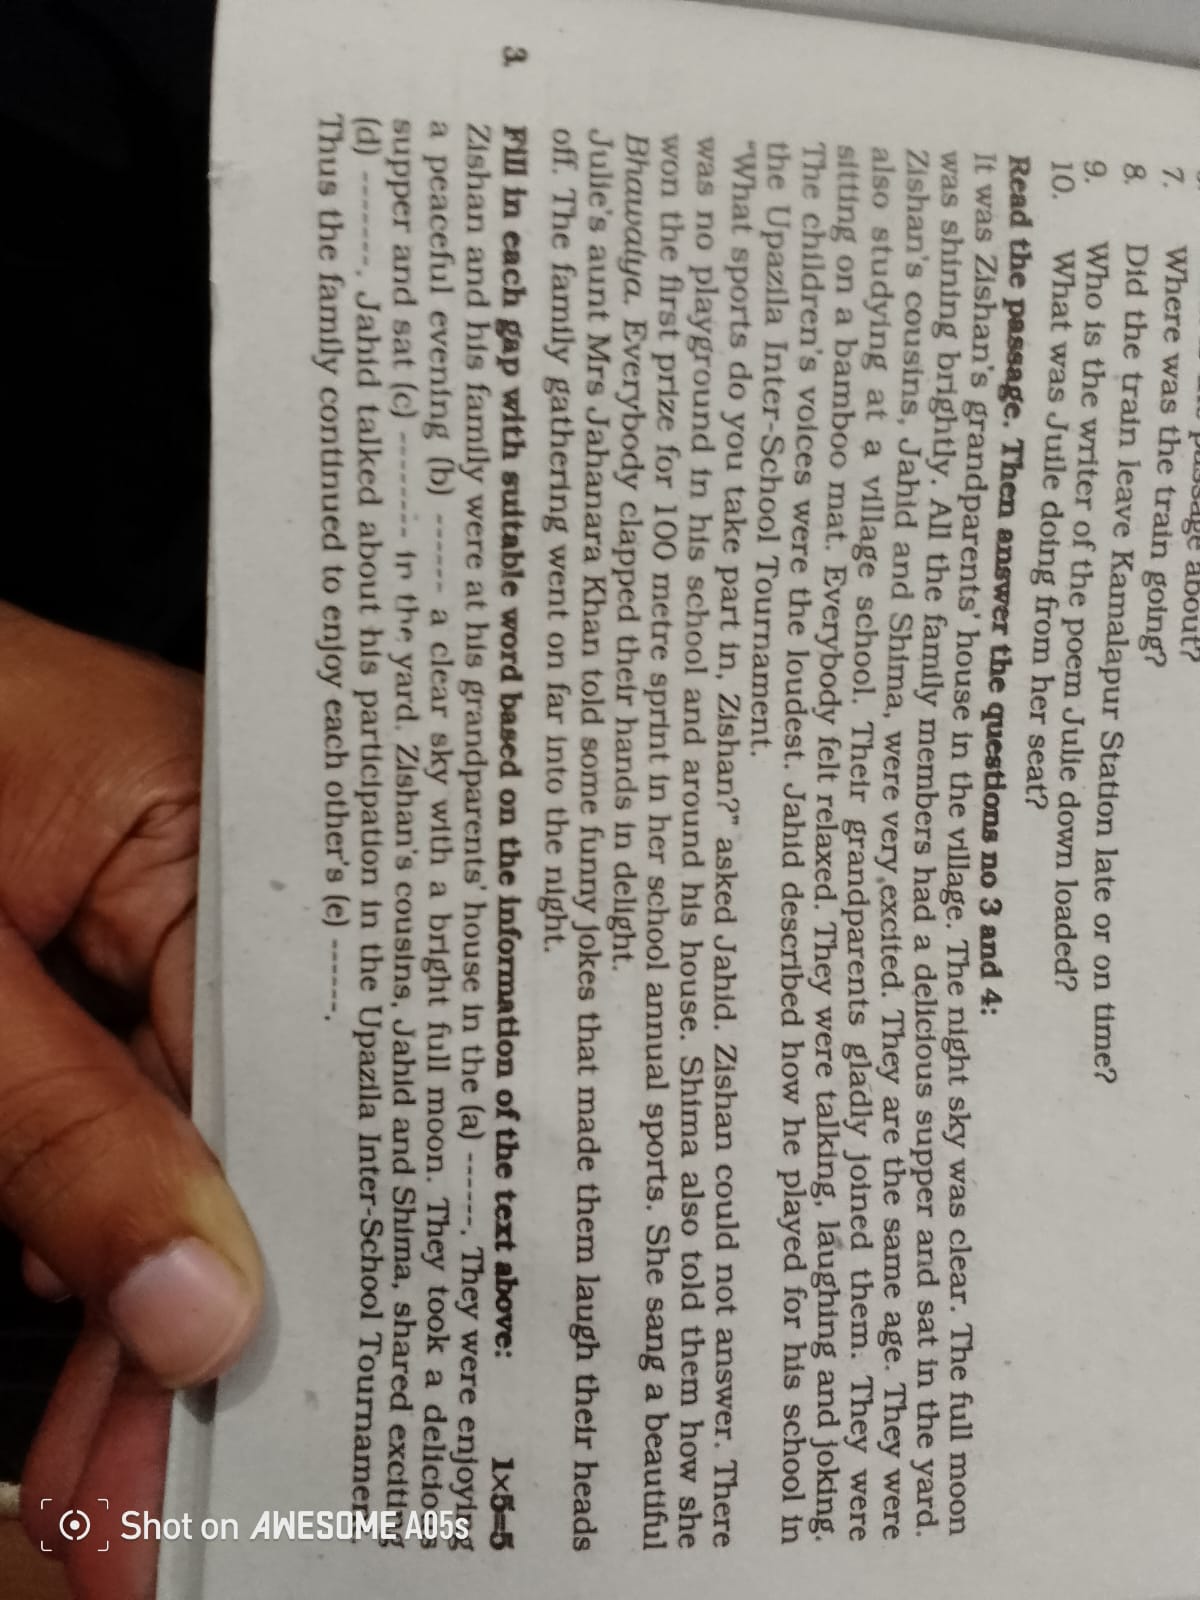 passage about?
7. Where was the train going?
8. Did the train leave Kamalapur Station late or on time?
9. Who is the writer of the poem Julie down loaded?
10. What was Juile doing from her seat?
Read the passage. Then answer the questions no 3 and 4:
It was Zishan's grandparents' house in the village. The night sky was clear. The full moon
was shining brightly. All the family members had a delicious supper and sat in the yard.
Zishan's cousins, Jahid and Shima, were very excited. They are the same age. They were
also studying at a village school. Their grandparents gladly joined them. They were
sitting on a bamboo mat. Everybody felt relaxed. They were talking, laughing and joking.
The children's voices were the loudest. Jahid described how he played for his school in
the Upazila Inter-School Tournament.
"What sports do you take part in, Zishan?" asked Jahid. Zishan could not answer. There
was no playground in his school and around his house. Shima also told them how she
won the first prize for 100 metre sprint in her school annual sports. She sang a beautiful
Bhawaiya. Everybody clapped their hands in delight.
Julie's aunt Mrs Jahanara Khan told some funny jokes that made them laugh their heads
off. The family gathering went on far into the night.
3. Fill in each gap with suitable word based on the information of the text above: 1×5=5
Zishan and his family were at his grandparents' house in the (a) ------. They were enjoying
a peaceful evening (b) ------ a clear sky with a bright full moon. They took a delicious
supper and sat (c) -------- in the yard. Zishan's cousins, Jahid and Shima, shared exciting
(d) -------. Jahid talked about his participation in the Upazila Inter-School Tournament.
Thus the family continued to enjoy each other's (e) ------.
Shot on AWESOME A05s